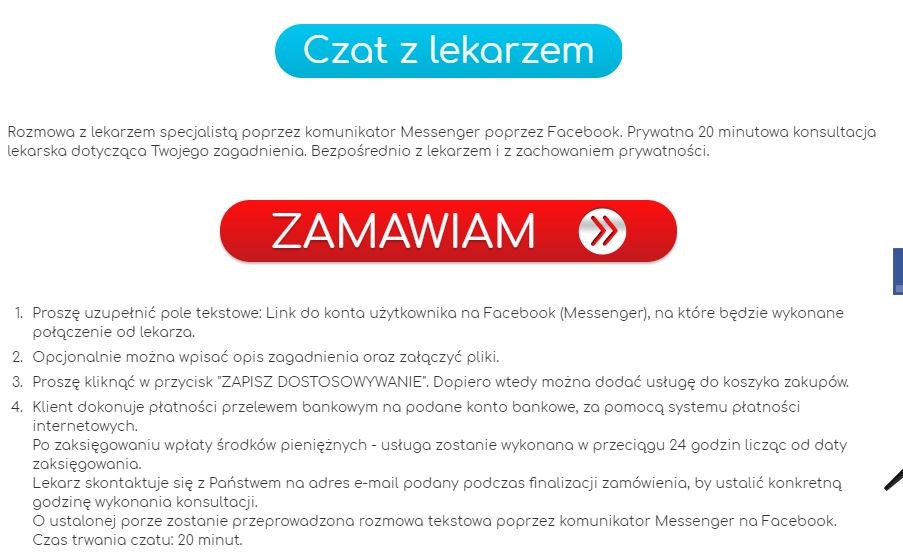 Czat z lekarzem
Rozmowa z lekarzem specjalistą poprzez komunikator Messenger poprzez Facebook. Prywatna 20 minutowa konsultacja
lekarska dotycząca Twojego zagadnienia. Bezpośrednio z lekarzem i z zachowaniem prywatności.
ZAMAWIAM
1. Proszę uzupełnić pole tekstowe: Link do konta użytkownika na Facebook (Messenger), na które będzie wykonane
połączenie od lekarza.
2. Opcjonalnie można wpisać opis zagadnienia oraz załączyć pliki.
3. Proszę kliknąć w przycisk "ZAPISZ DOSTOSOWYWANIE". Dopiero wtedy można dodać usługę do koszyka zakupów.
4. Klient dokonuje płatności przelewem bankowym na podane konto bankowe, za pomocą systemu płatności
internetowych.
Po zaksięgowaniu wpłaty środków pieniężnych - usługa zostanie wykonana w przeciągu 24 godzin licząc od daty
zaksięgowania.
Lekarz skontaktuje się z Państwem na adres e-mail podany podczas finalizacji zamówienia, by ustalić konkretną
godzinę wykonania konsultacji.
O ustalonej porze zostanie przeprowadzona rozmowa tekstowa poprzez komunikator Messenger na Facebook.
Czas trwania czatu: 20 minut.